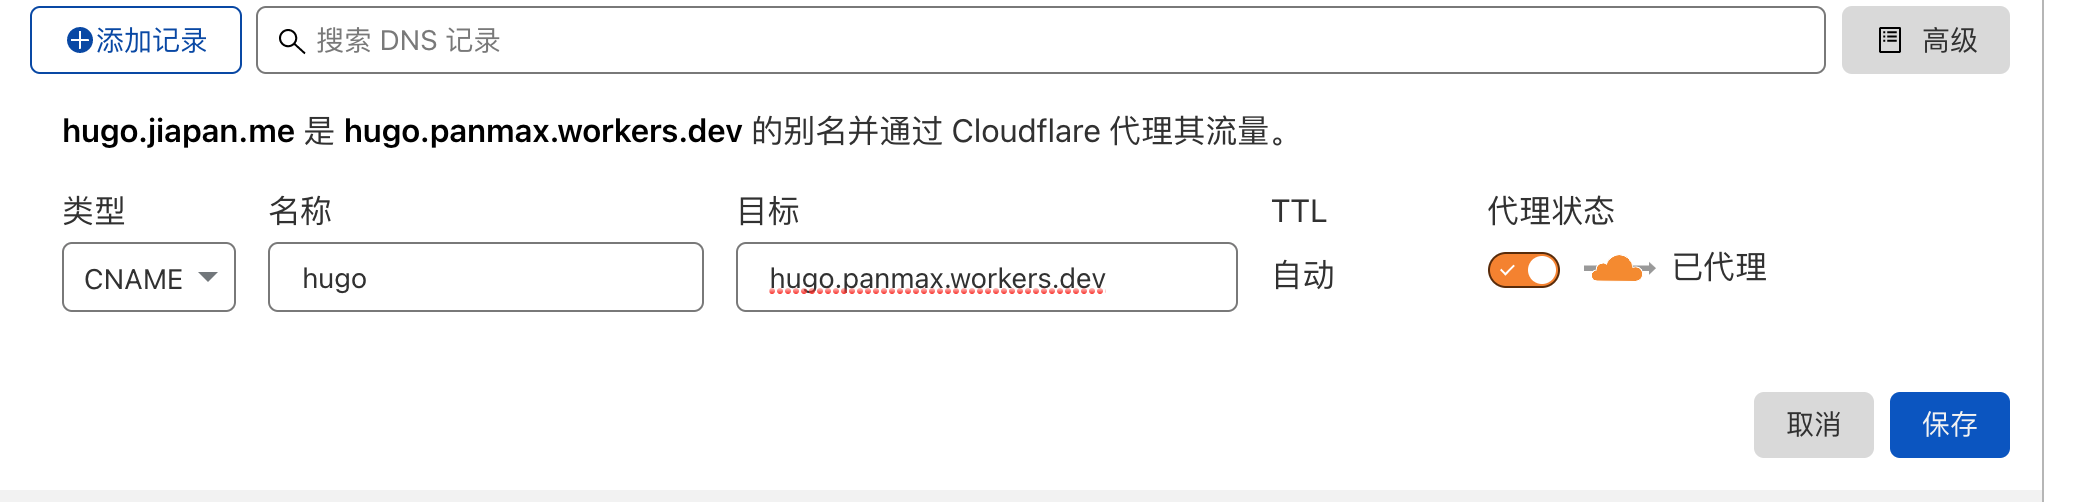 添加记录 搜索 DNS 记录 高级
hugo.jiapan.me 是 hugo.panmax.workers.dev 的别名并通过 Cloudflare 代理其流量。
类型 名称 目标 TTL 代理状态
CNAME hugo hugo.panmax.workers.dev 自动 已代理
取消 保存